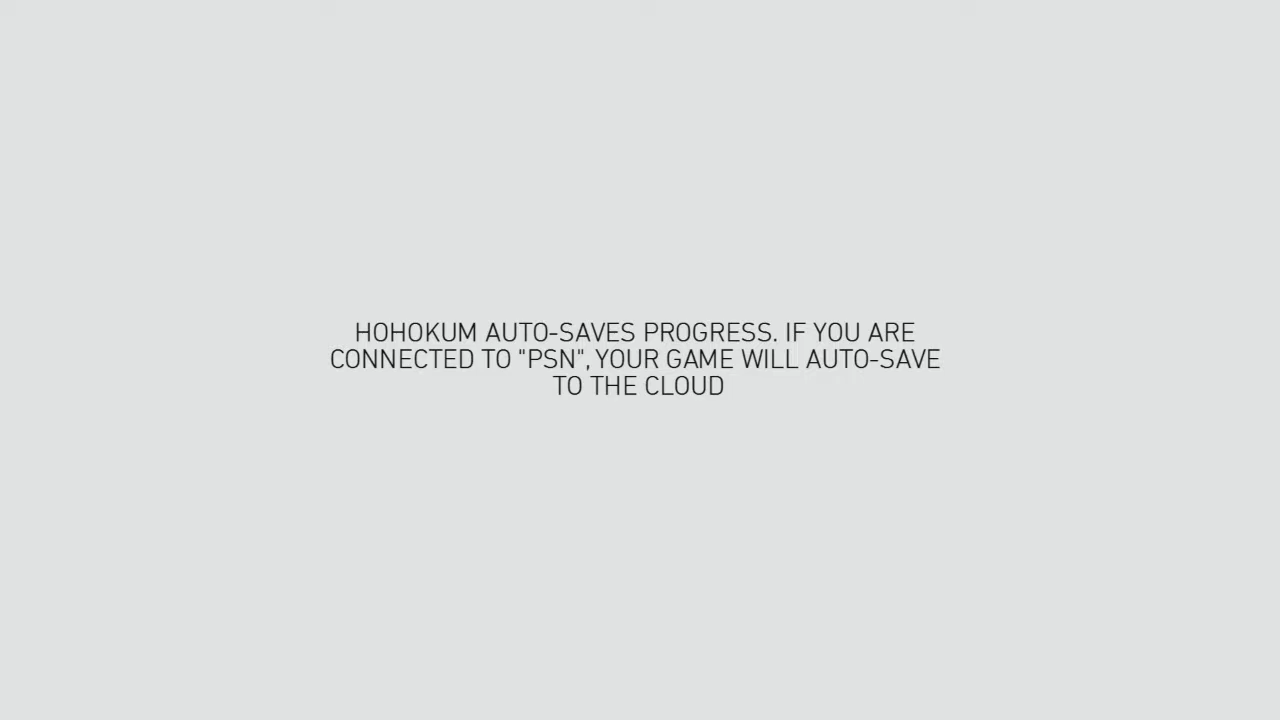 HOHOKUM AUTO-SAVES PROGRESS. IF YOU ARE
CONNECTED TO "PSN", YOUR GAME WILL AUTO-SAVE
TO THE CLOUD